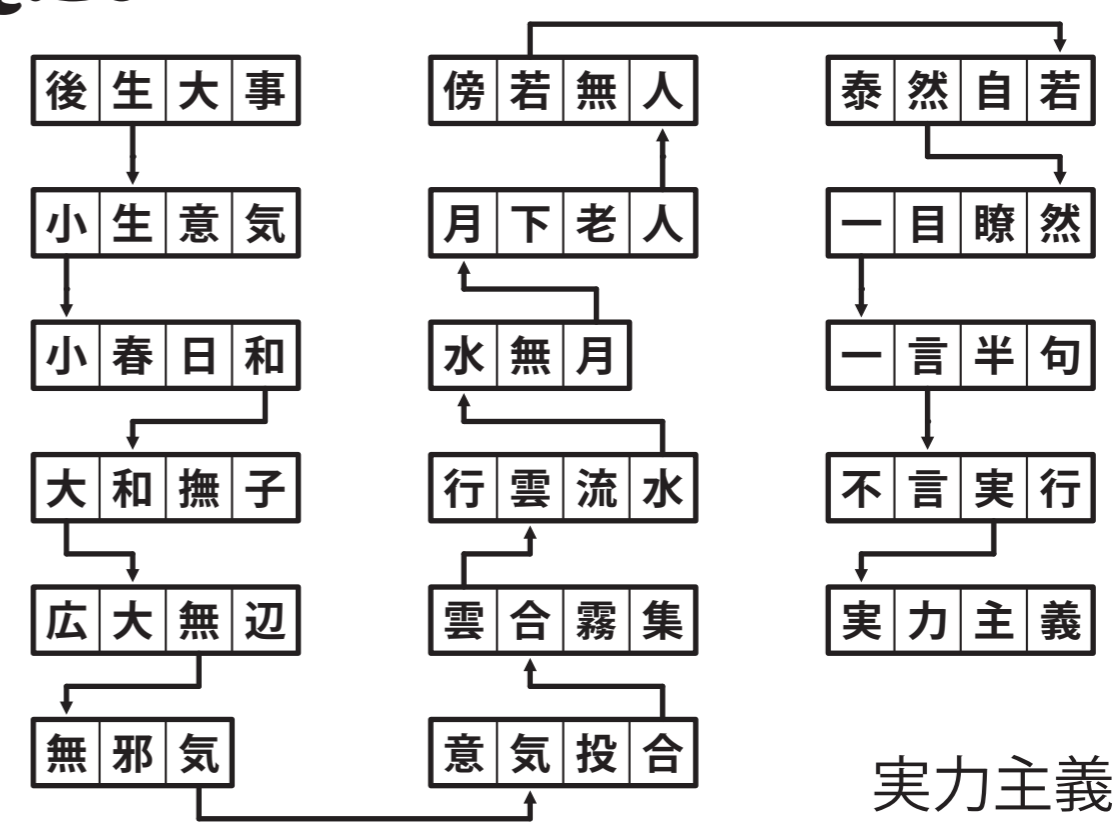 後生大事
小生意気
小春日和
大和撫子
広大無辺
無邪気
意気投合
雲合霧集
行雲流水
水無月
月下老人
傍若無人
泰然自若
一目瞭然
一言半句
不言実行
実力主義
実力主義